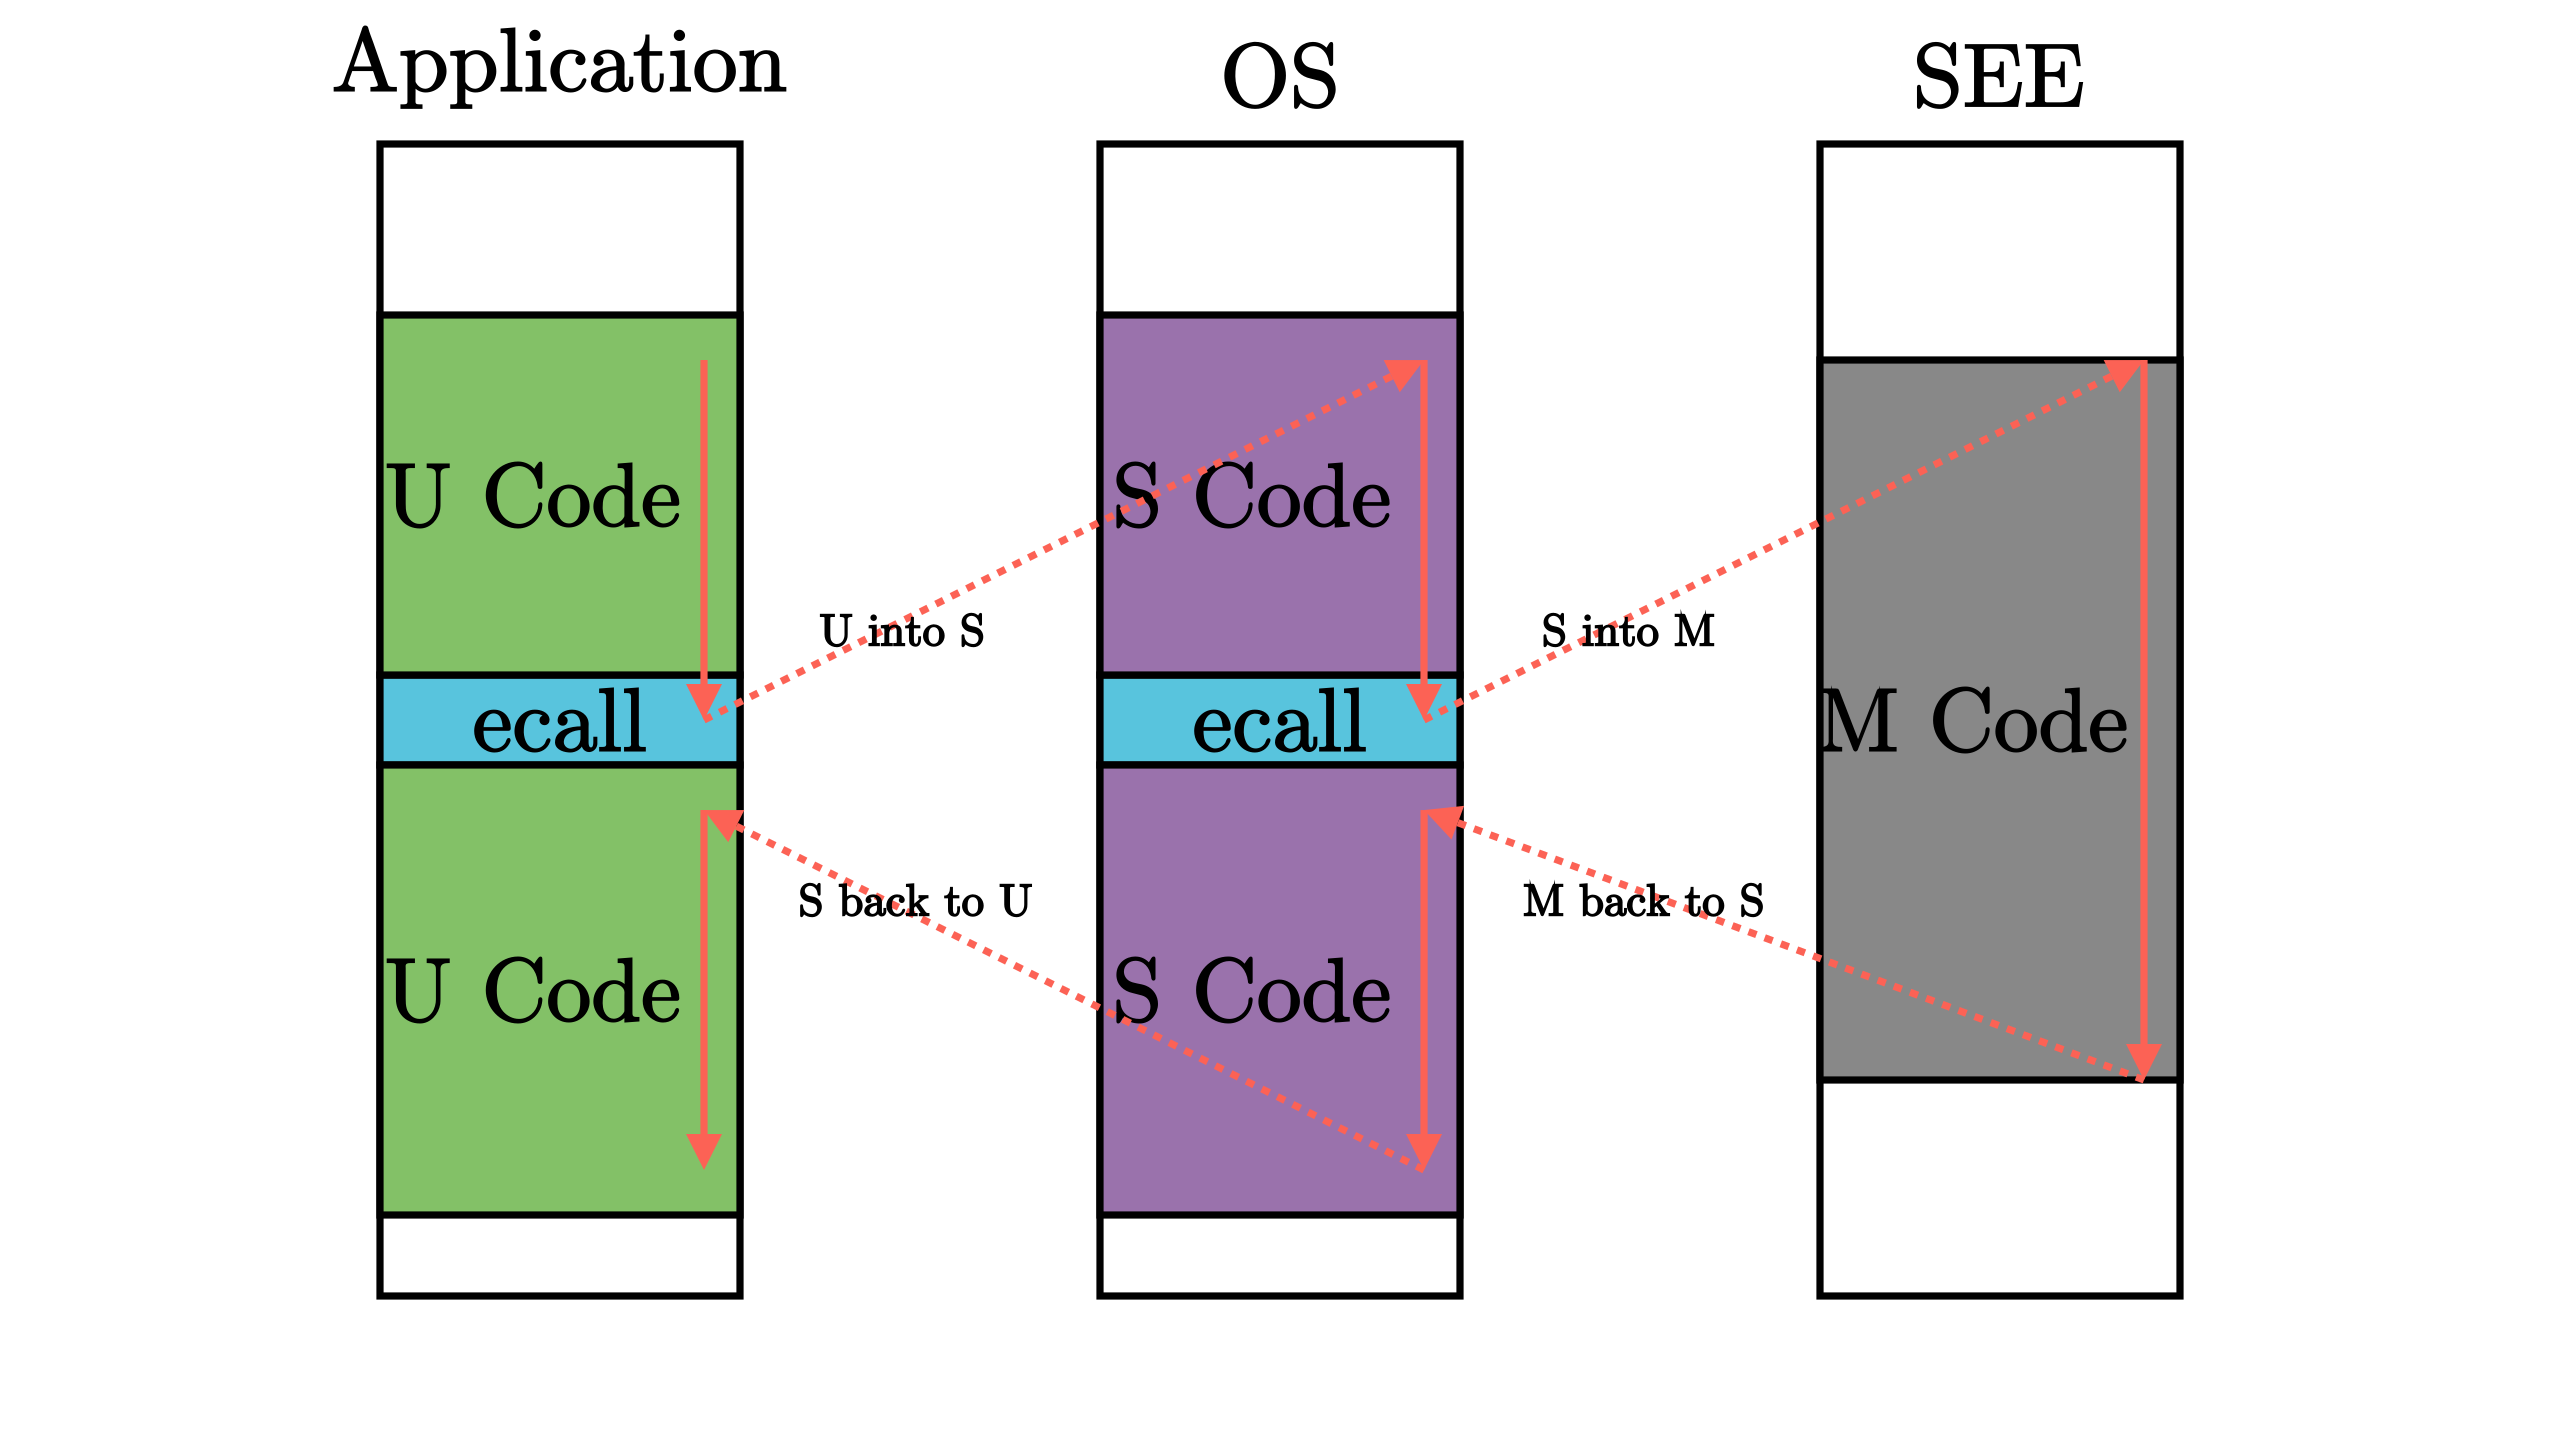 Application
OS
SEE
U Code
S Code
U into S
S into M
ecall
ecall
M Code
S back to U
M back to S
U Code
S Code